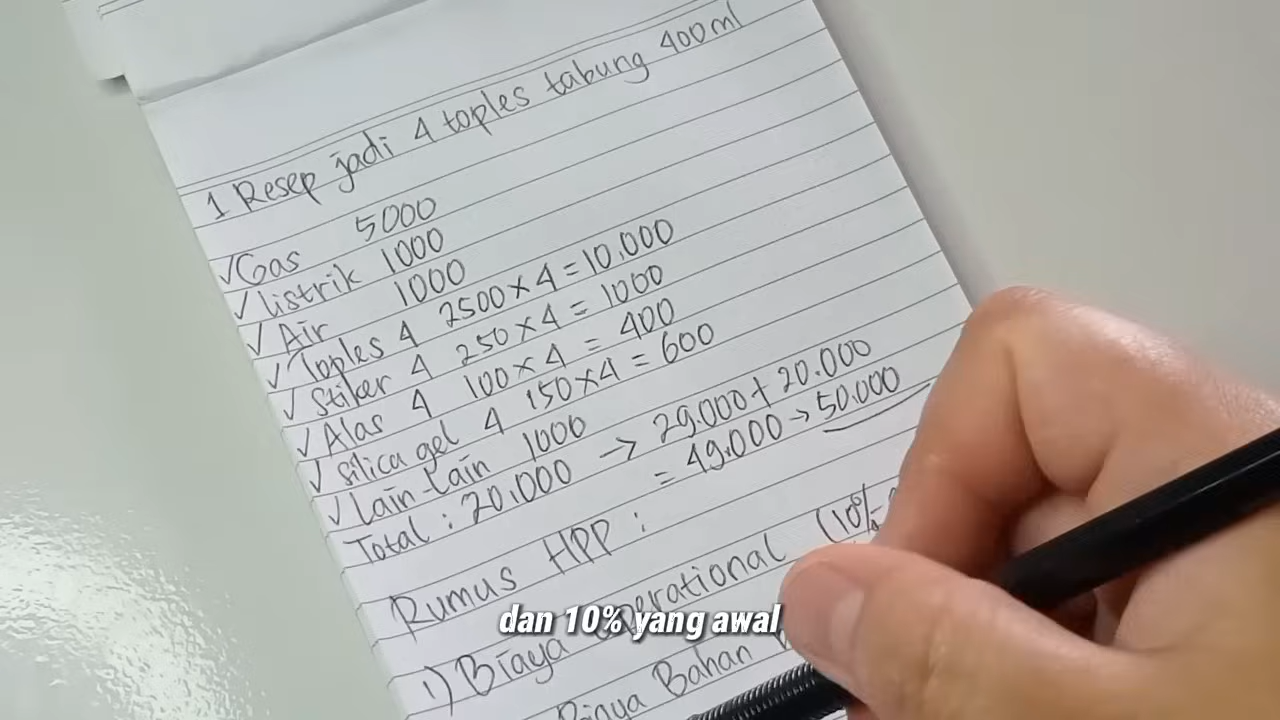 1 Resep jadi 4 toples tabung 400ml
✓Gas 5000
✓listrik 1000
✓Air 1000
✓Toples 4 2500×4 = 10.000
✓Stiker 4 250×4 = 1000
✓Alas 4 100×4 = 400
✓Silica gel 4 150×4 = 600
✓Lain-Lain 1000
Total : 20.000 → 29.000 + 20.000
= 49.000 → 50.000
Rumus HPP :
1) Biaya Operational (10%
Biaya Bahan
dan 10% yang awal